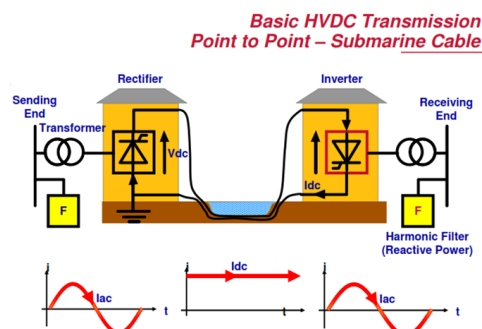 Basic HVDC Transmission
Point to Point – Submarine Cable
Rectifier
Inverter
Sending
End
Receiving
End
Transformer
Vdc
Idc
F
F
Harmonic Filter
(Reactive Power)
i
Iac
t
i
Idc
t
i
Iac
t